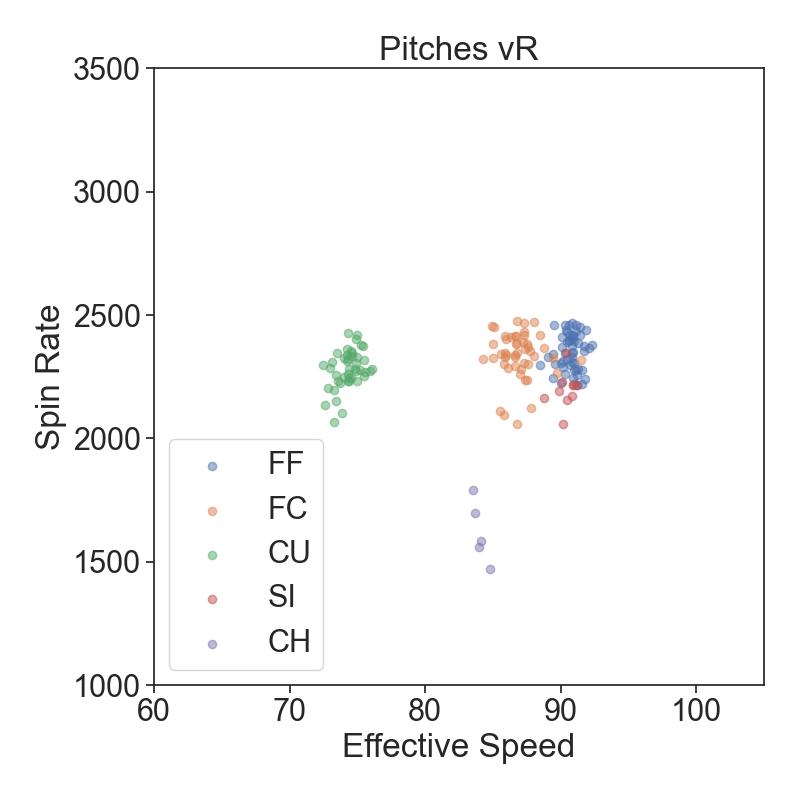 Pitches vR
3500
3000
2500
2000
1500
1000
Spin Rate
FF
FC
CU
SI
CH
60 70 80 90 100
Effective Speed